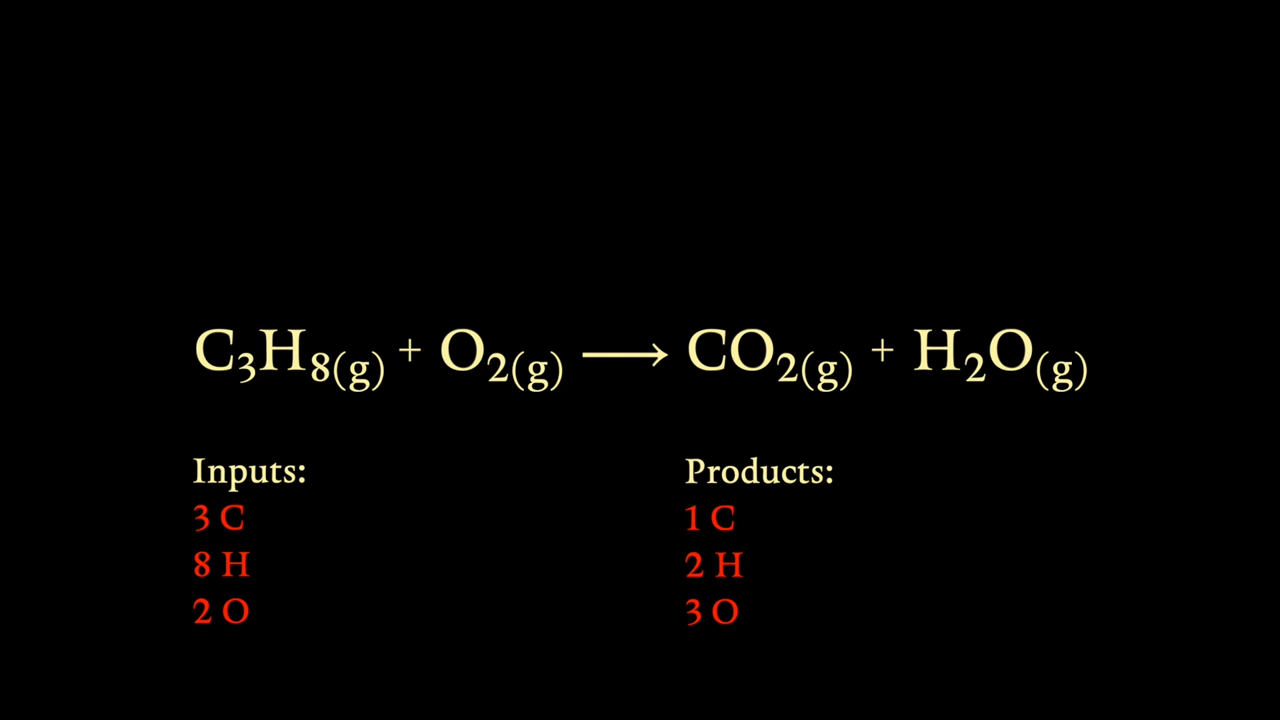 C₃H₈(g) + O₂(g) ⟶ CO₂(g) + H₂O(g)
Inputs:
3 C
8 H
2 O
Products:
1 C
2 H
3 O